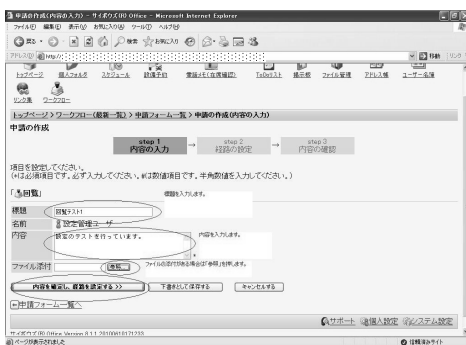 申請の作成(内容の入力) - サイボウズ(R) Office - Microsoft Internet Explorer
ファイル(F) 編集(E) 表示(V) お気に入り(A) ツール(T) ヘルプ(H)
戻る 検索 お気に入り
アドレス(D) http:// 移動 リンク
トップページ 個人フォルダ スケジュール 設備予約 電話メモ(在席確認) ToDoリスト 掲示板 ファイル管理 アドレス帳 ユーザー名簿
リンク集 ワークフロー
トップページ > ワークフロー(最新一覧) > 申請フォーム一覧 > 申請の作成(内容の入力)
申請の作成
step 1 → step 2 → step 3
内容の入力 経路の設定 内容の確認
項目を設定してください。
(*は必須項目です。必ず入力してください。#は数値項目です。半角数値を入力してください。)
「回覧」 標題を入力します。
標題 回覧テスト1
名前 設定管理ユーザ
内容 設定のテストを行っています。 内容を入力します。
*
ファイル添付 参照... ファイルの添付がある場合は「参照」を押します。
内容を確定し、経路を設定する >> 下書きとして保存する キャンセルする
申請フォーム一覧へ
サポート 個人設定 システム設定
サイボウズ(R) Office Version 8.1.1 20100618171233
ページが表示されました 信頼済みサイト